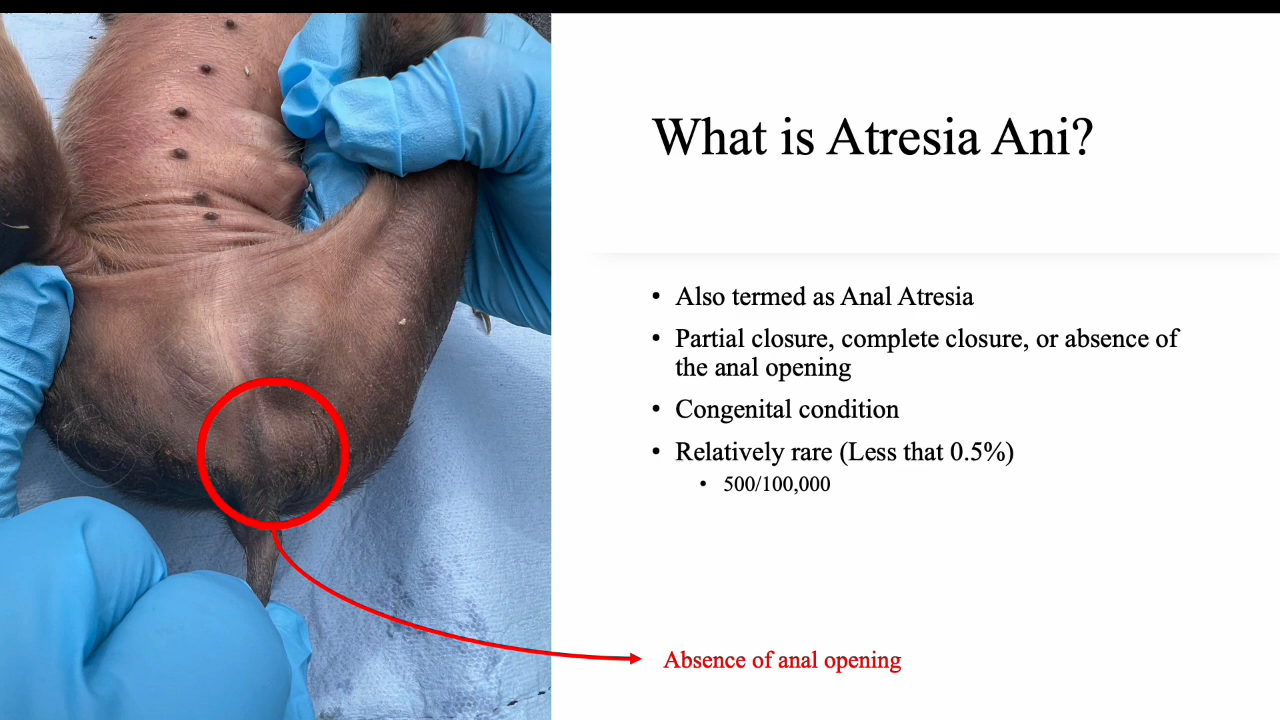 What is Atresia Ani?
• Also termed as Anal Atresia
• Partial closure, complete closure, or absence of
the anal opening
• Congenital condition
• Relatively rare (Less that 0.5%)
• 500/100,000
Absence of anal opening